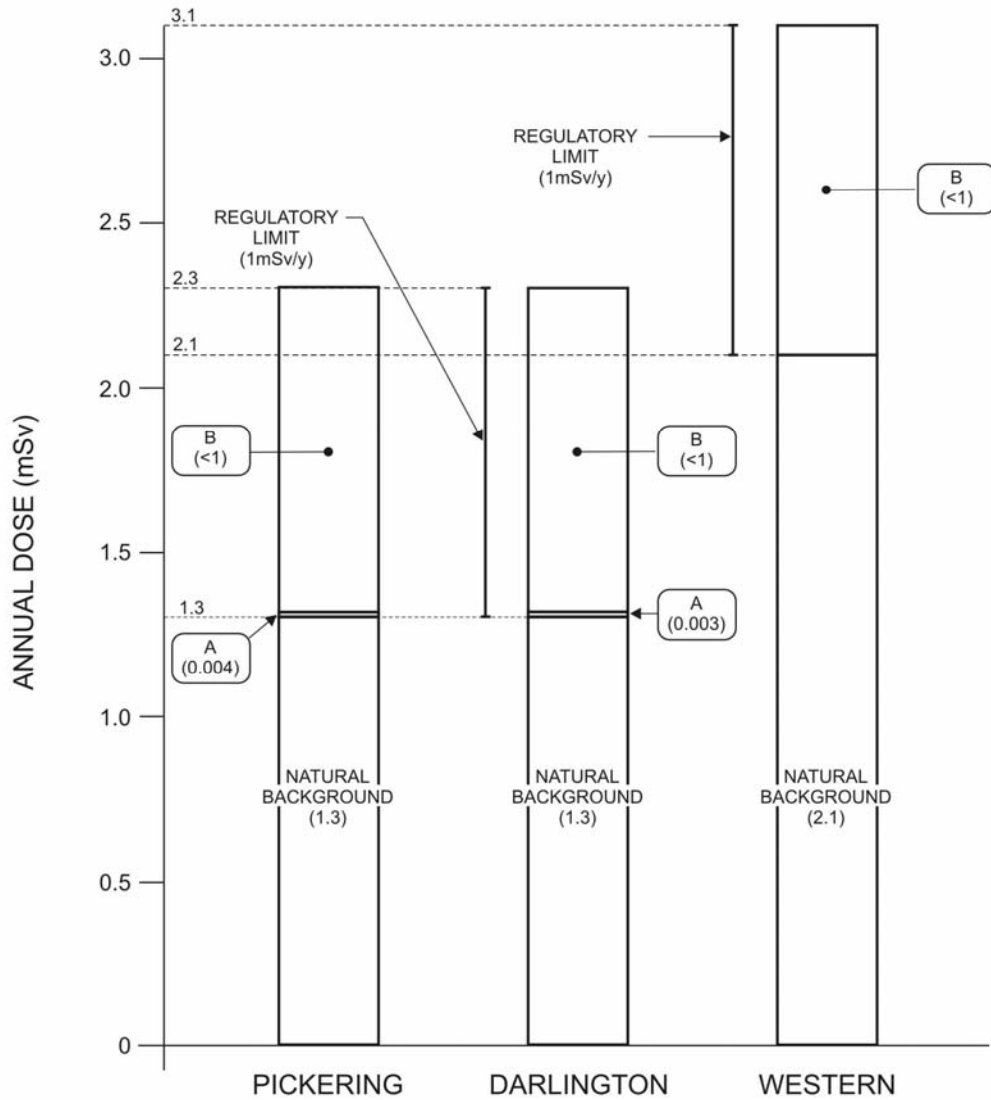 3.1
3.0
REGULATORY
LIMIT
(1mSv/y)
B
(<1)
REGULATORY
LIMIT
(1mSv/y)
2.5
2.3
2.1
2.0
B
(<1)
B
(<1)
1.5
1.3
A
(0.004)
A
(0.003)
1.0
NATURAL
BACKGROUND
(1.3)
NATURAL
BACKGROUND
(1.3)
NATURAL
BACKGROUND
(2.1)
0.5
0
ANNUAL DOSE (mSv)
PICKERING
DARLINGTON
WESTERN